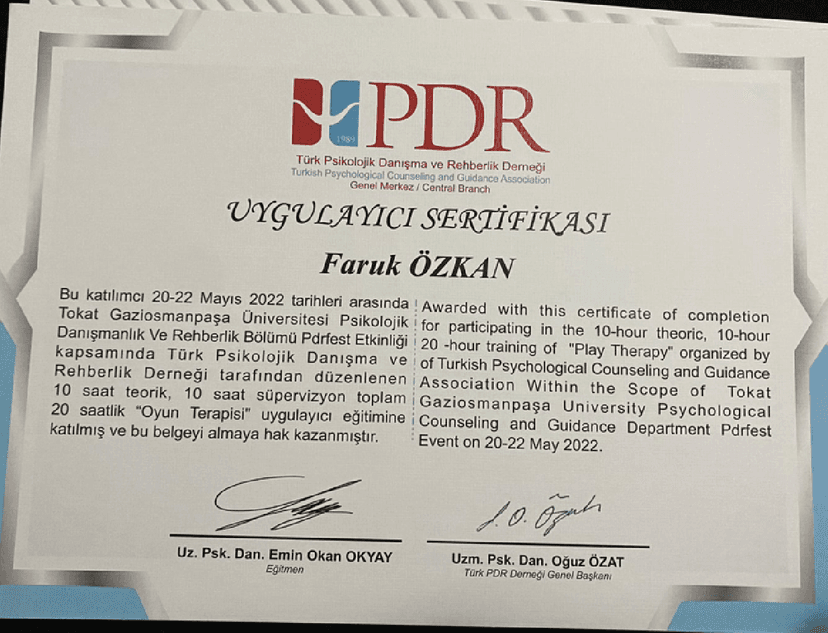 1989
PDR
Türk Psikolojik Danışma ve Rehberlik Derneği
Turkish Psychological Counseling and Guidance Association
Genel Merkez / Central Branch
UYGULAYICI SERTİFİKASI
Faruk ÖZKAN
Bu katılımcı 20-22 Mayıs 2022 tarihleri arasında
Tokat Gaziosmanpaşa Üniversitesi Psikolojik
Danışmanlık Ve Rehberlik Bölümü Pdrfest Etkinliği
kapsamında Türk Psikolojik Danışma ve
Rehberlik Derneği tarafından düzenlenen
10 saat teorik, 10 saat süpervizyon toplam
20 saatlik "Oyun Terapisi" uygulayıcı eğitimine
katılmış ve bu belgeyi almaya hak kazanmıştır.
Awarded with this certificate of completion
for participating in the 10-hour theoric, 10-hour
20 -hour training of "Play Therapy" organized by
of Turkish Psychological Counseling and Guidance
Association Within the Scope of Tokat
Gaziosmanpaşa University Psychological
Counseling and Guidance Department Pdrfest
Event on 20-22 May 2022.
Uz. Psk. Dan. Emin Okan OKYAY
Eğitmen
Uzm. Psk. Dan. Oğuz ÖZAT
Türk PDR Derneği Genel Başkanı